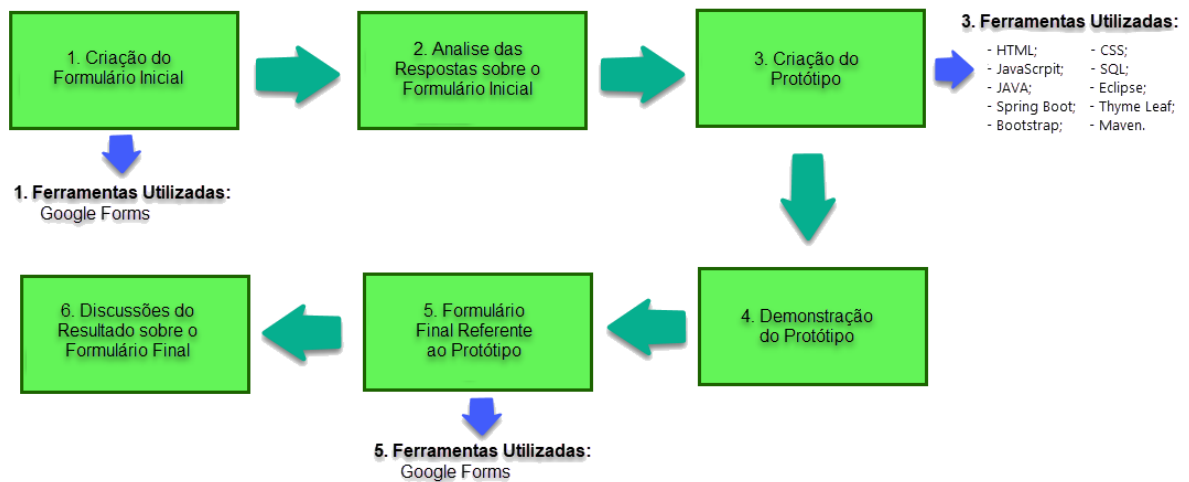 1. Criação do
Formulário Inicial
2. Analise das
Respostas sobre o
Formulário Inicial
3. Criação do
Protótipo
3. Ferramentas Utilizadas:
- HTML;
- CSS;
- JavaScrpit;
- SQL;
- JAVA;
- Eclipse;
- Spring Boot;
- Thyme Leaf;
- Bootstrap;
- Maven.
1. Ferramentas Utilizadas:
Google Forms
4. Demonstração
do Protótipo
5. Formulário
Final Referente
ao Protótipo
5. Ferramentas Utilizadas:
Google Forms
6. Discussões do
Resultado sobre o
Formulário Final